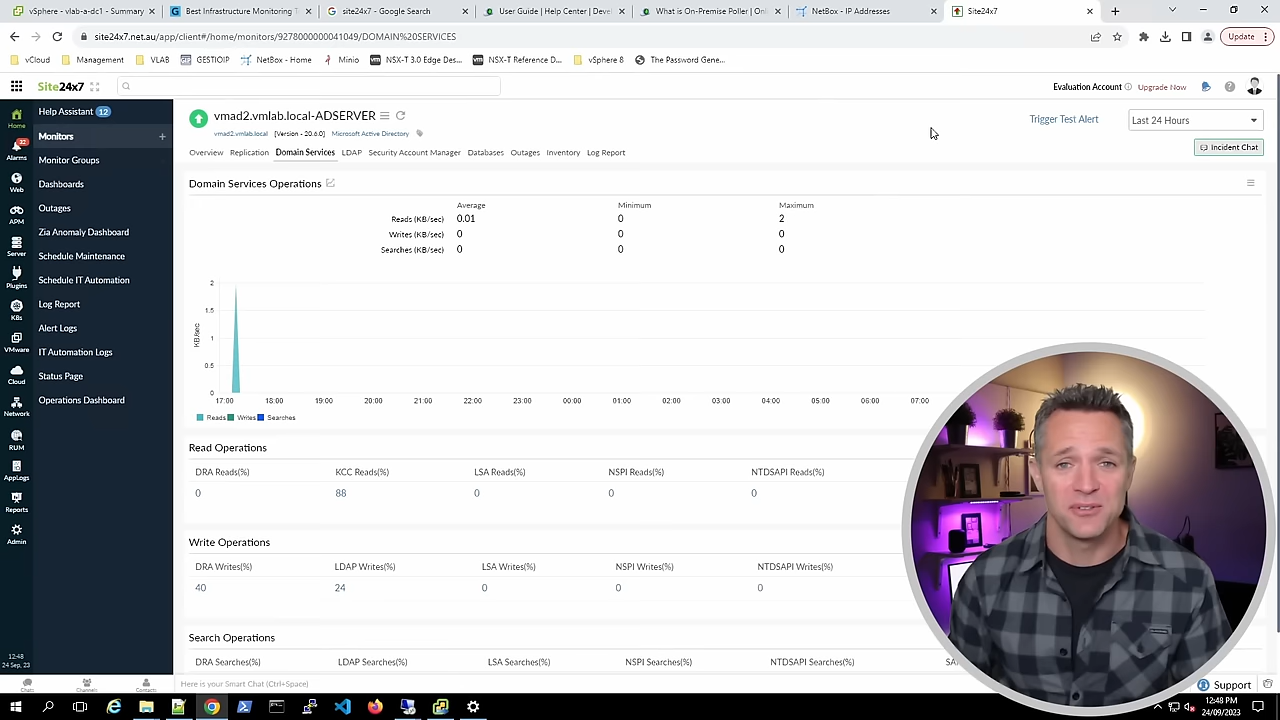 vSphere - vlab-a-dc1 - Summary
Best Infrastructure Monitoring T
site24x7 - Google Search
User Guide | Help Center | Devel
What is On-Premise Poller | Onl
NetBox - IP Addresses
Site24x7
site24x7.net.au/app/client#/home/monitors/9278000000041049/DOMAIN%20SERVICES
Update
vCloud Management VLAB GESTIOIP NetBox - Home Minio NSX-T 3.0 Edge Des... NSX-T Reference D... vSphere 8 The Password Gene...
Site24x7
Evaluation Account Upgrade Now
Home
Alarms
Web
APM
Server
Plugins
K8s
VMware
Cloud
Network
RUM
AppLogs
Reports
Admin
12:48
24 Sep, 23
Help Assistant 12
Monitors +
Monitor Groups
Dashboards
Outages
Zia Anomaly Dashboard
Schedule Maintenance
Schedule IT Automation
Log Report
Alert Logs
IT Automation Logs
Status Page
Operations Dashboard
vmad2.vmlab.local-ADSERVER
Trigger Test Alert
Last 24 Hours
vmad2.vmlab.local [Version - 20.6.0] Microsoft Active Directory
Incident Chat
Overview Replication Domain Services LDAP Security Account Manager Databases Outages Inventory Log Report
Domain Services Operations
Average Minimum Maximum
Reads (KB/sec) 0.01 0 2
Writes (KB/sec) 0 0 0
Searches (KB/sec) 0 0 0
KB/sec
2
1.5
1
0.5
0
17:00 18:00 19:00 20:00 21:00 22:00 23:00 00:00 01:00 02:00 03:00 04:00 05:00 06:00 07:00
Reads Writes Searches
Read Operations
DRA Reads(%) KCC Reads(%) LSA Reads(%) NSPI Reads(%) NTDSAPI Reads(%)
0 88 0 0 0
Write Operations
DRA Writes(%) LDAP Writes(%) LSA Writes(%) NSPI Writes(%) NTDSAPI Writes(%)
40 24 0 0 0
Search Operations
DRA Searches(%) LDAP Searches(%) LSA Searches(%) NSPI Searches(%) NTDSAPI Searches(%)
Chats Channels Contacts
Here is your Smart Chat (Ctrl+Space)
Support
12:48 PM
24/09/2023